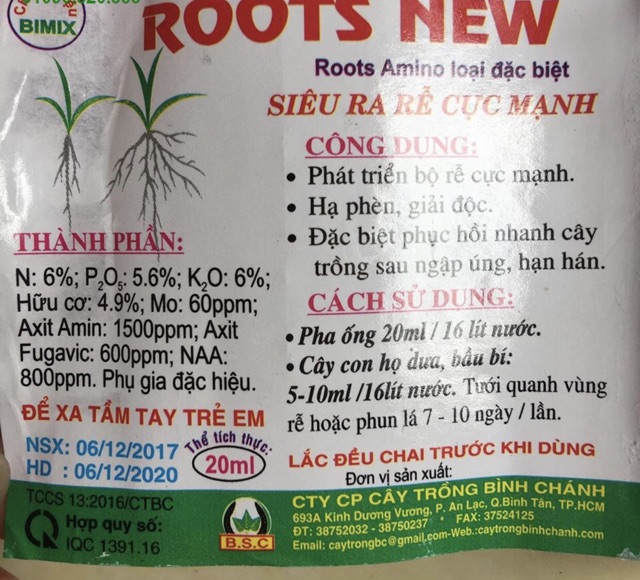 BIMIX
ROOTS NEW
Roots Amino loại đặc biệt
SIÊU RA RỄ CỰC MẠNH
CÔNG DỤNG:
• Phát triển bộ rễ cực mạnh.
• Hạ phèn, giải độc.
• Đặc biệt phục hồi nhanh cây
trồng sau ngập úng, hạn hán.
THÀNH PHẦN:
N: 6%; P₂O₅: 5.6%; K₂O: 6%;
Hữu cơ: 4.9%; Mo: 60ppm;
Axit Amin: 1500ppm; Axit
Fugavic: 600ppm; NAA:
800ppm. Phụ gia đặc hiệu.
CÁCH SỬ DỤNG:
• Pha ống 20ml / 16 lít nước.
• Cây con họ dưa, bầu bí:
5-10ml /16lít nước. Tưới quanh vùng
rễ hoặc phun lá 7 - 10 ngày / lần.
ĐỂ XA TẦM TAY TRẺ EM
NSX: 06/12/2017
HD : 06/12/2020
Thể tích thực:
20ml
LẮC ĐỀU CHAI TRƯỚC KHI DÙNG
Đơn vị sản xuất:
TCCS 13:2016/CTBC
Hợp quy số:
IQC 1391.16
B.S.C
CTY CP CÂY TRỒNG BÌNH CHÁNH
693A Kinh Dương Vương, P. An Lạc, Q.Bình Tân, TP.HCM
ĐT: 38752032 - 38750237 * FAX: 37524125
Email: caytrongbc@gmail.com-Web.:caytrongbinhchanh.com